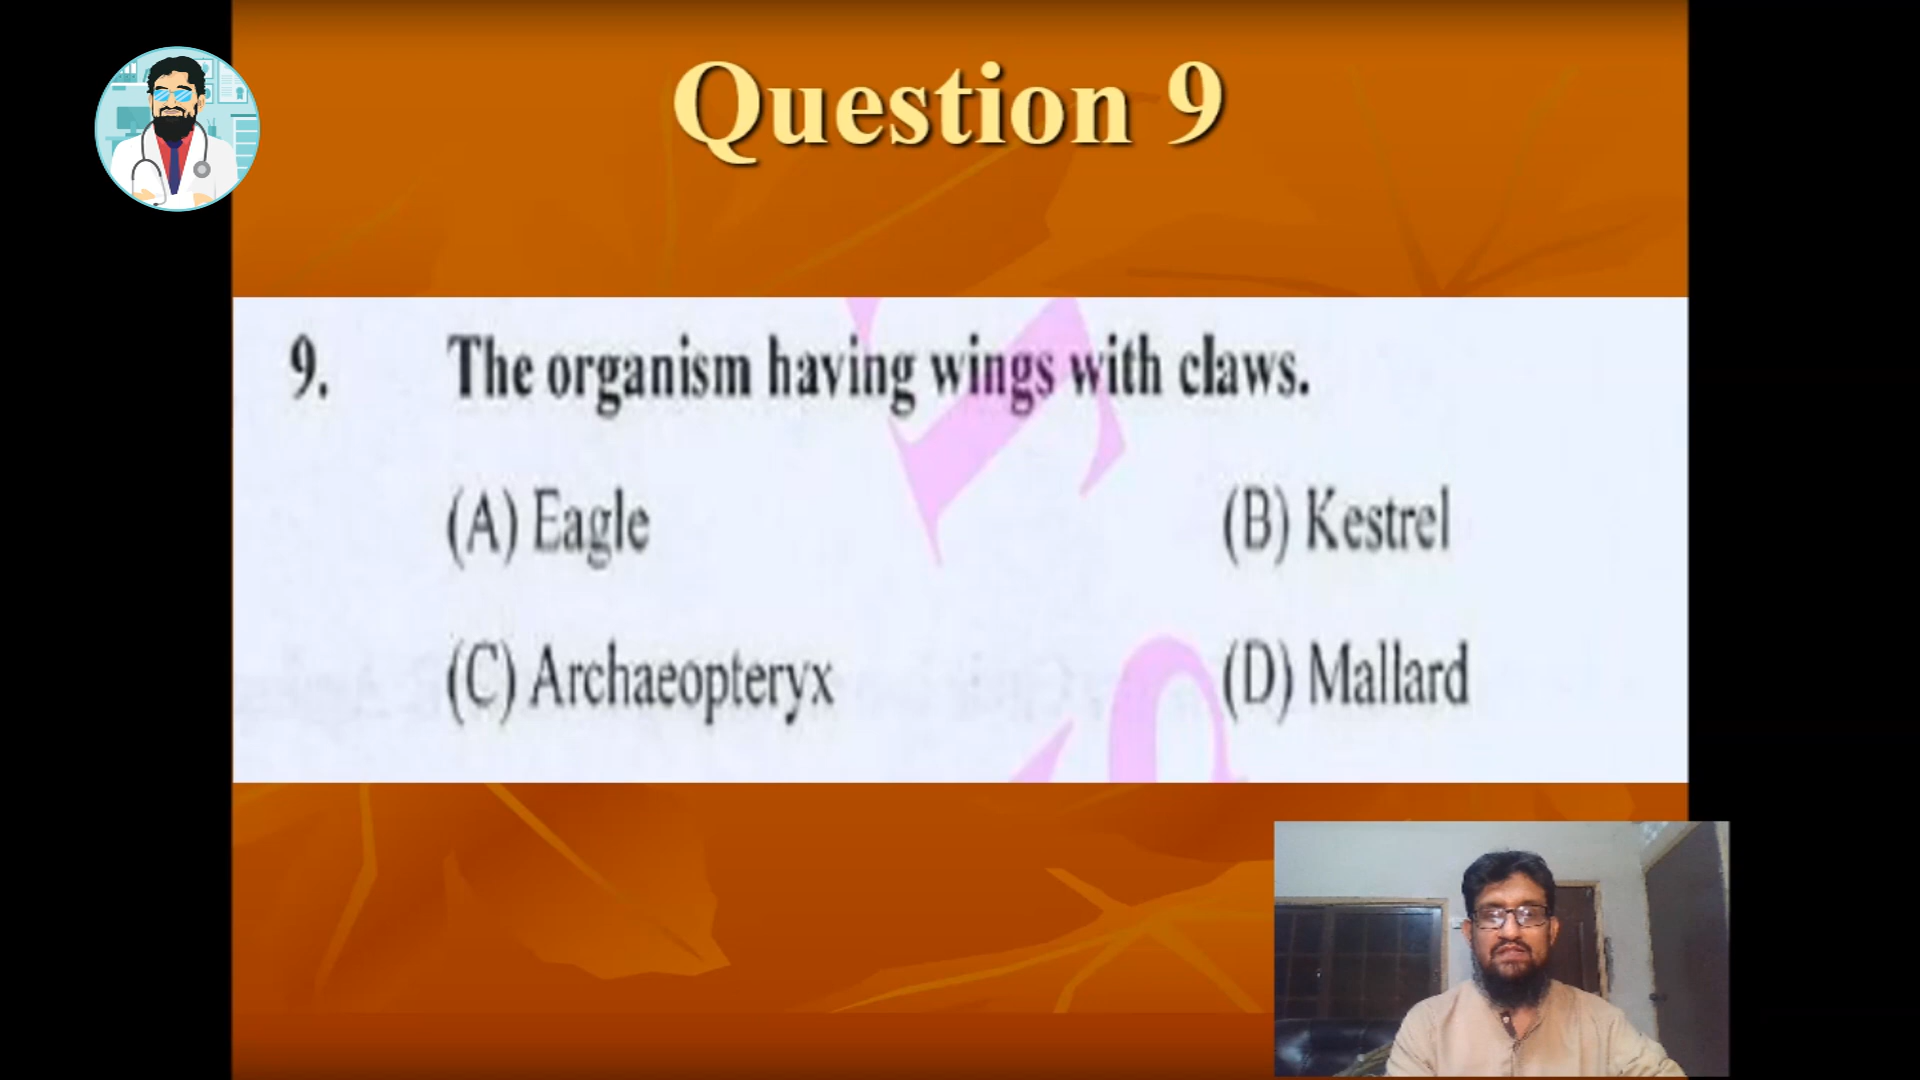 Question 9
9. The organism having wings with claws.
(A) Eagle (B) Kestrel
(C) Archaeopteryx (D) Mallard